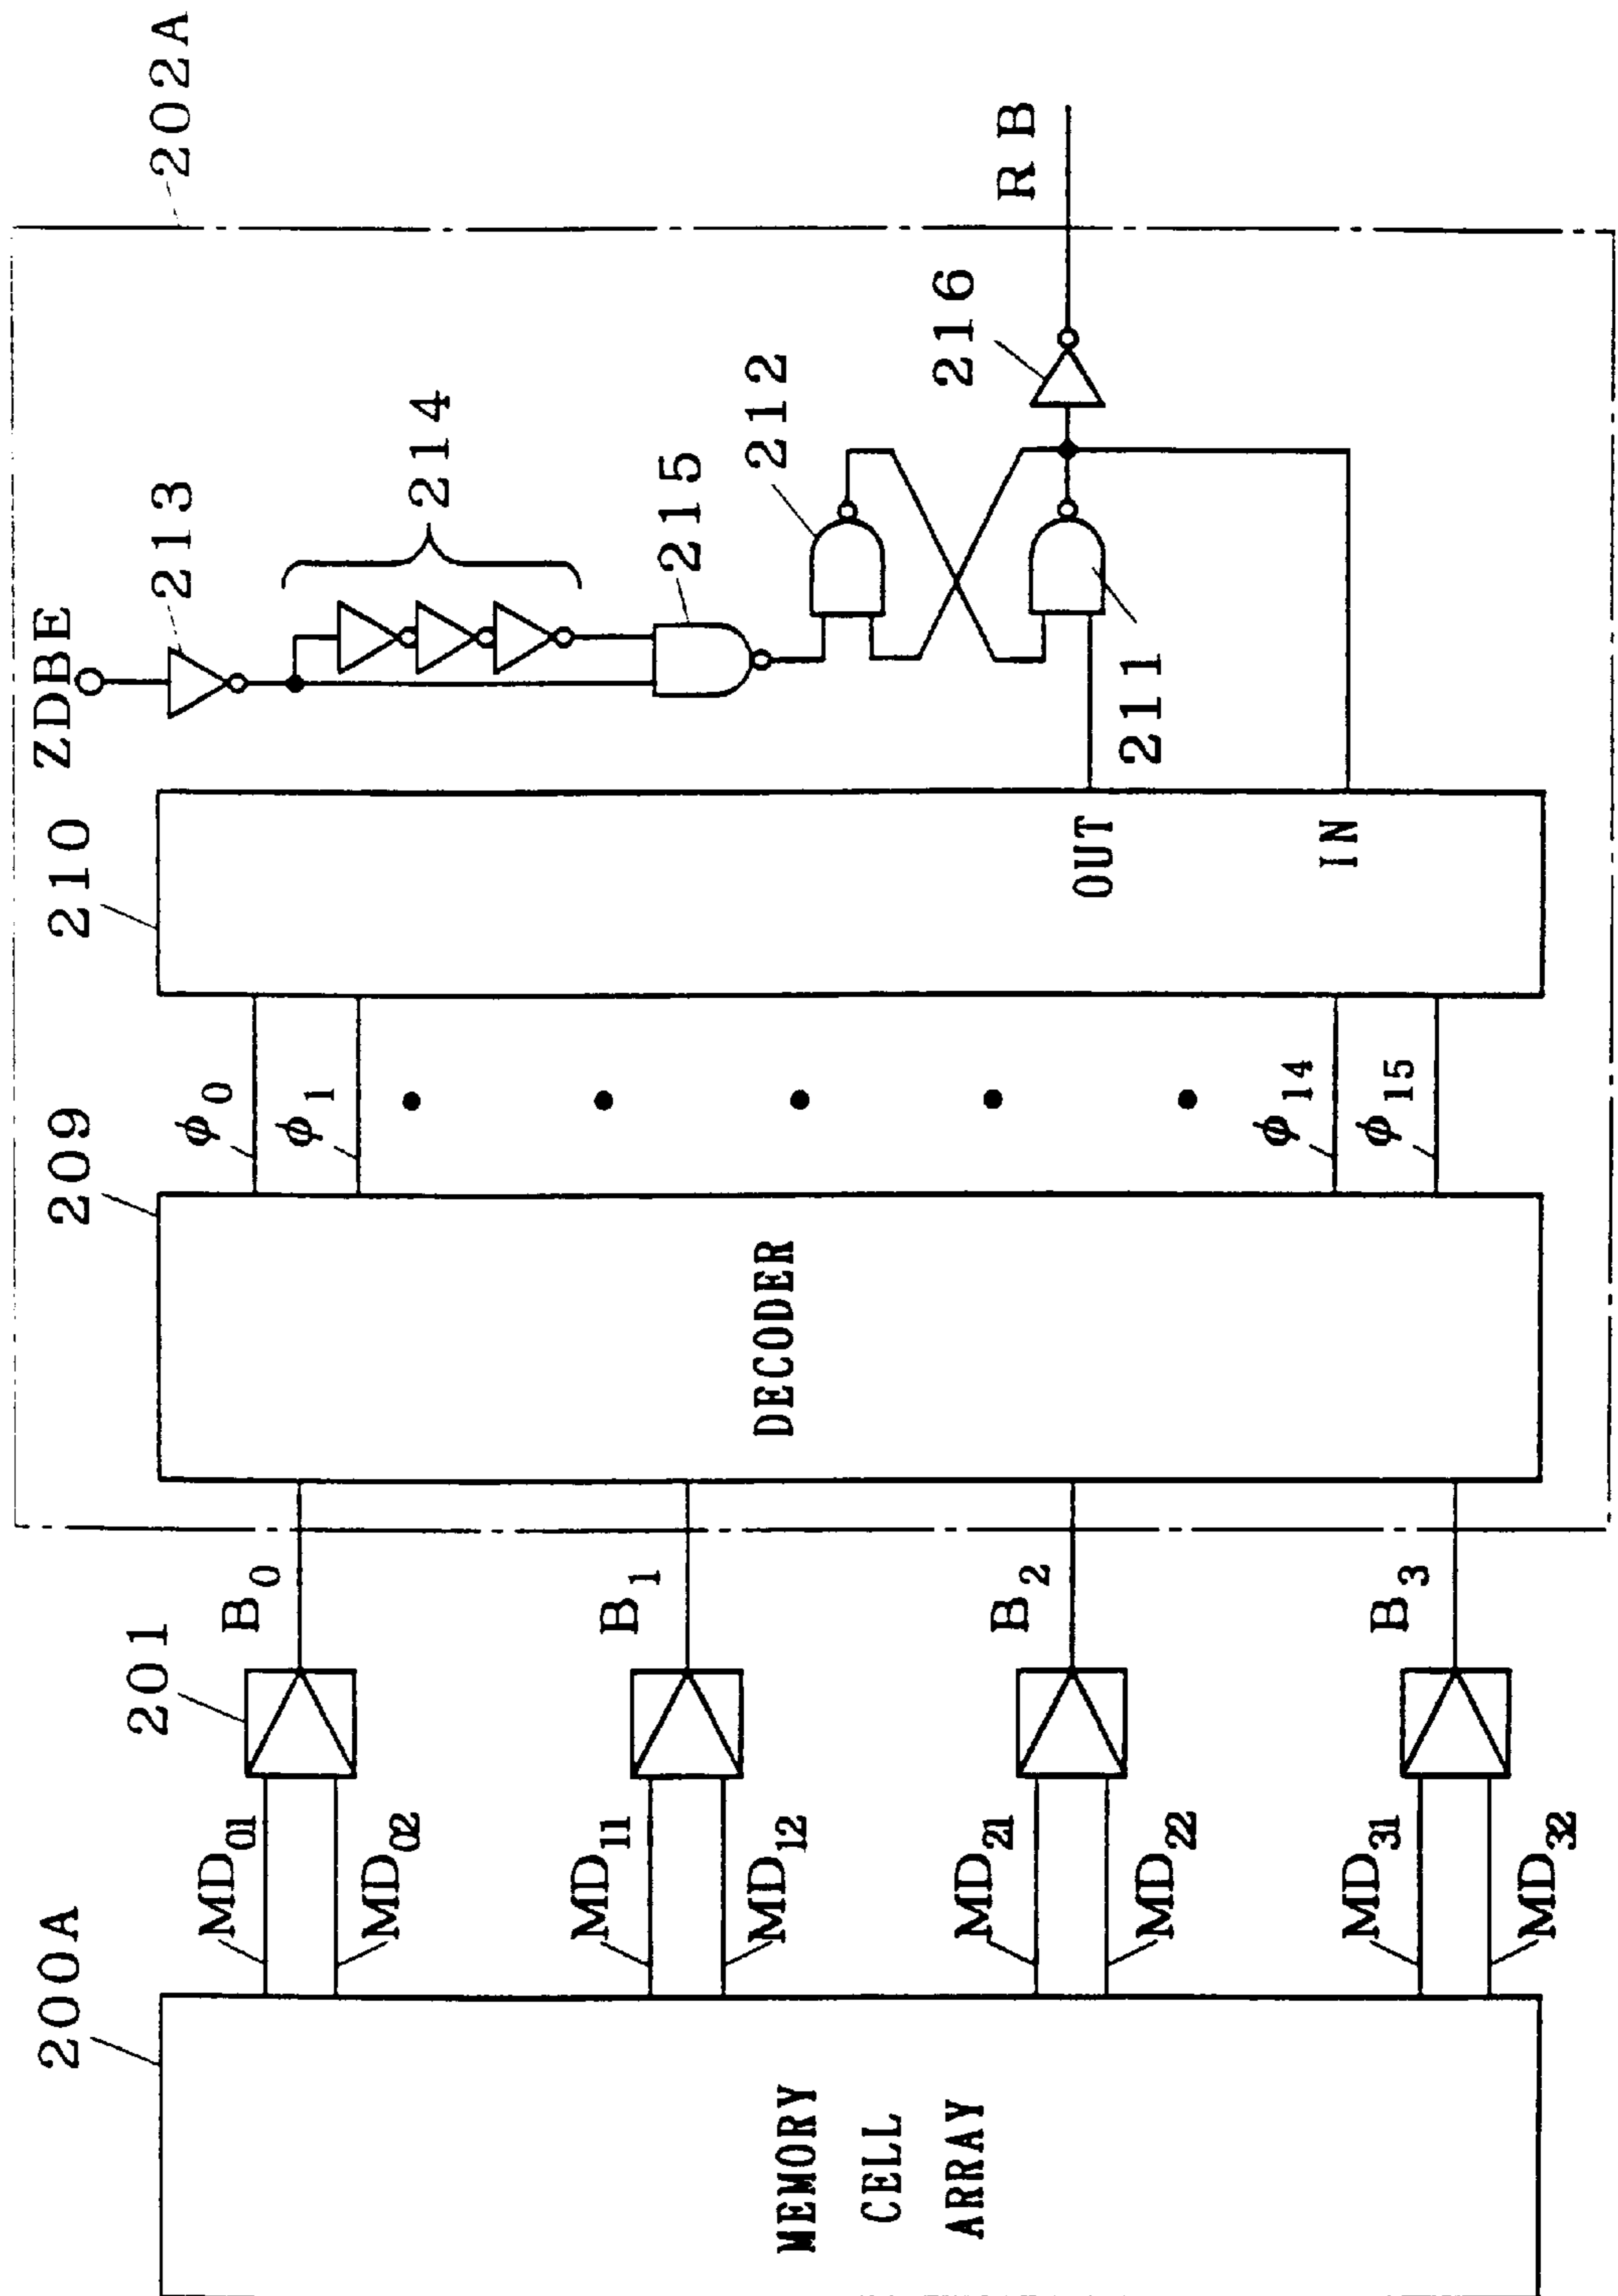 202A
ZDBE
213
214
215
212
216
RB
211
210
OUT
IN
209
DECODER
ϕ0
ϕ1
ϕ14
ϕ15
B0
B1
B2
B3
201
MD01
MD02
MD11
MD12
MD21
MD22
MD31
MD32
200A
MEMORY
CELL
ARRAY